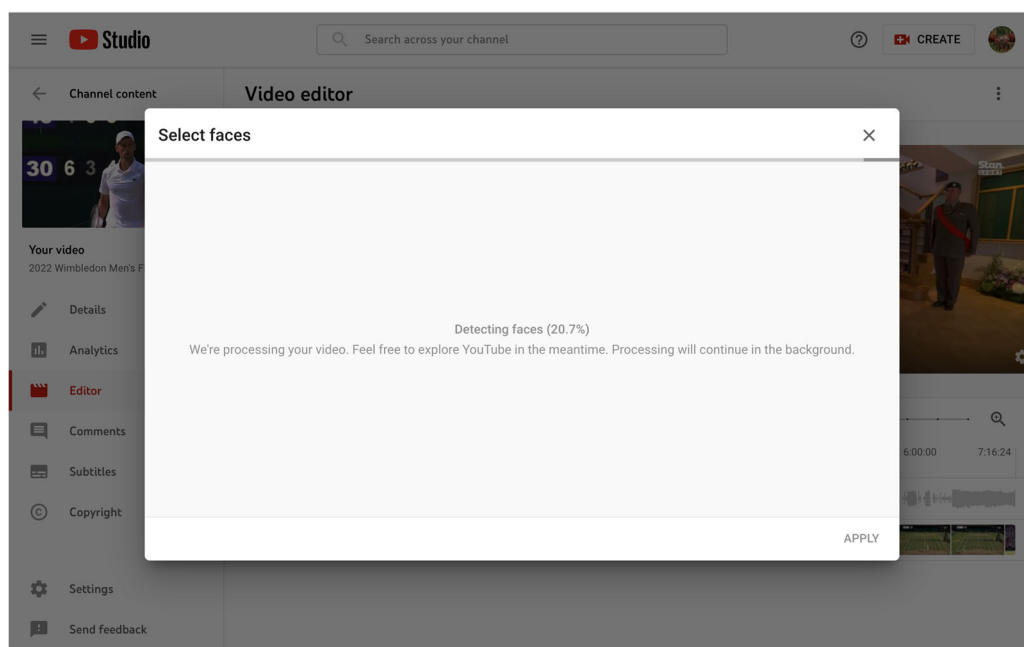 Studio
Search across your channel
CREATE
Channel content
Video editor
Select faces
30 6 3
Stan
SPORT
Your video
2022 Wimbledon Men's F
Details
Detecting faces (20.7%)
Analytics
We're processing your video. Feel free to explore YouTube in the meantime. Processing will continue in the background.
Editor
Comments
6:00:00
7:16:24
Subtitles
Copyright
APPLY
Settings
Send feedback